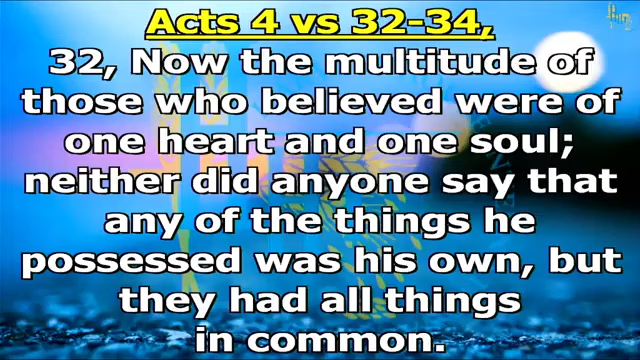 Acts 4 vs 32-34,
32, Now the multitude of
those who believed were of
one heart and one soul;
neither did anyone say that
any of the things he
possessed was his own, but
they had all things
in common.